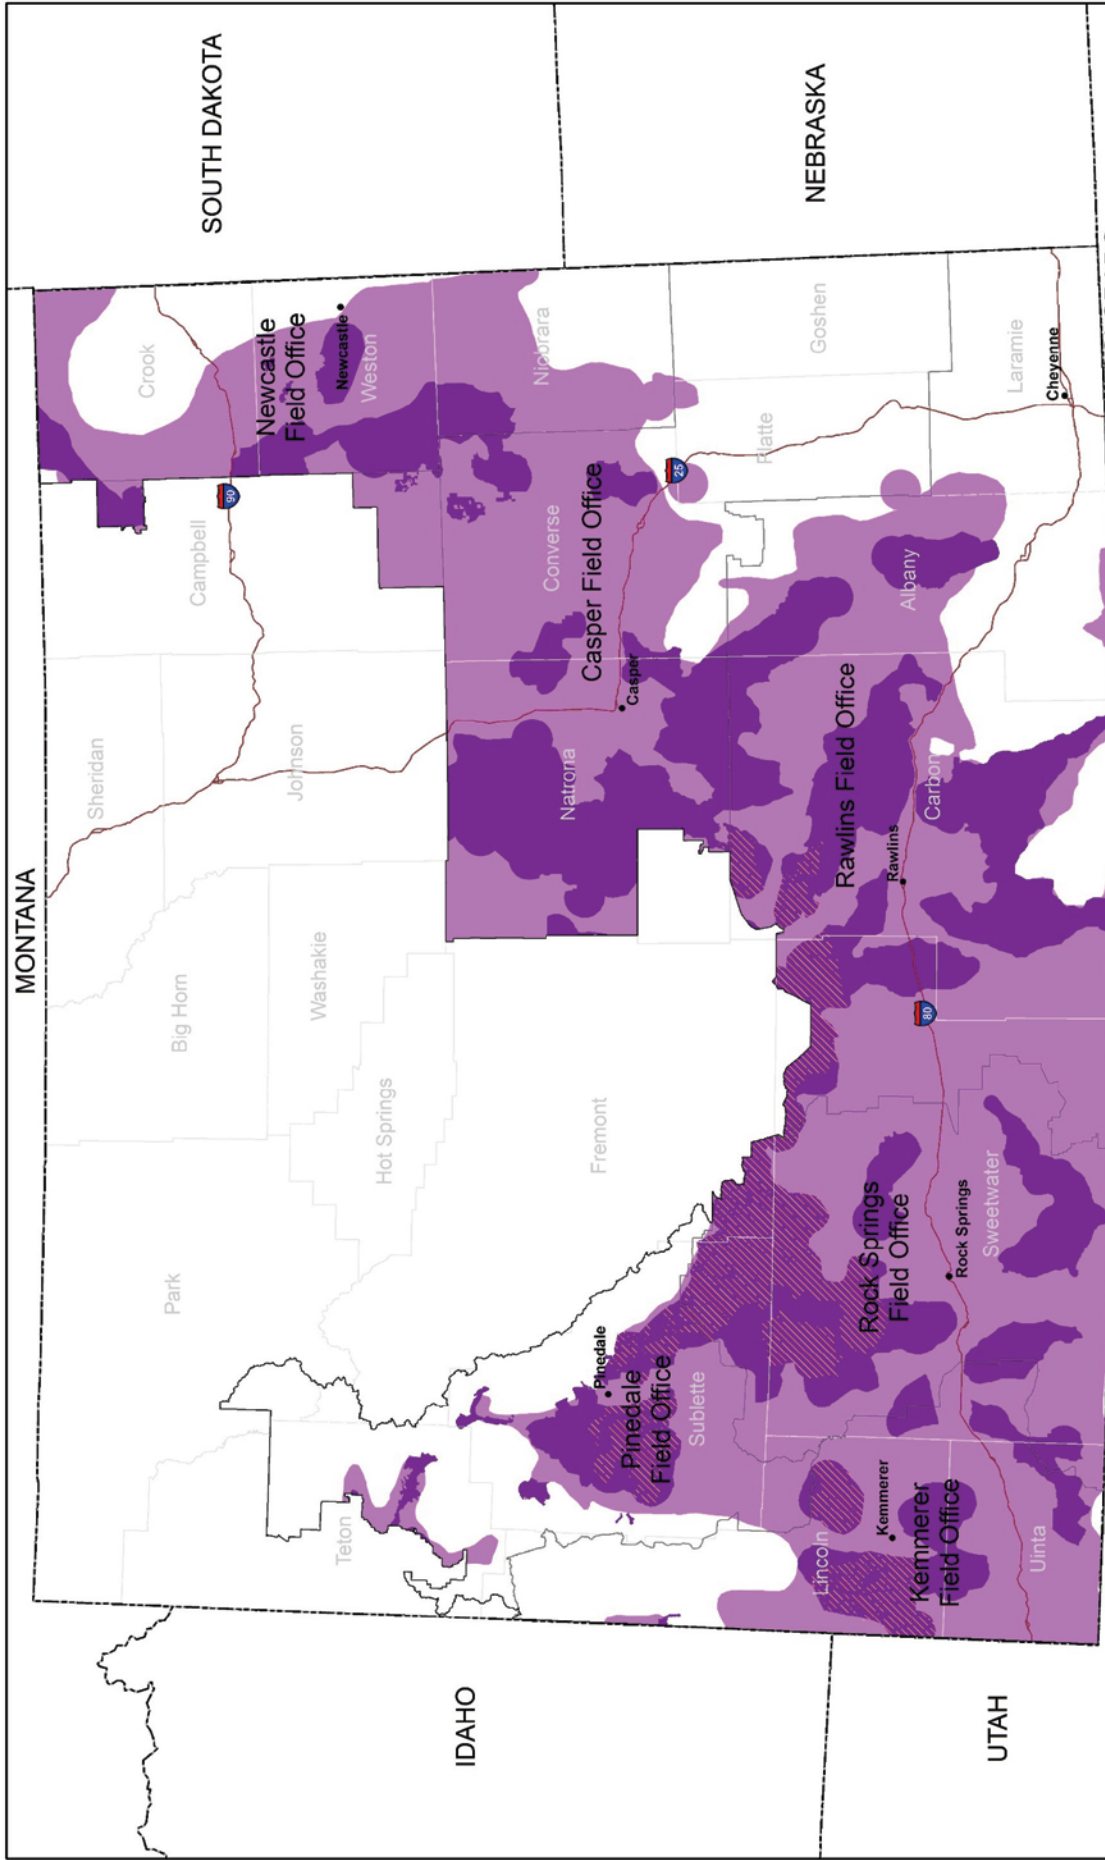 MONTANA
SOUTH DAKOTA
NEBRASKA
IDAHO
UTAH
Park
Big Horn
Sheridan
Campbell
Crook
Teton
Hot Springs
Washakie
Johnson
Weston
Fremont
Natrona
Converse
Niobrara
Sublette
Lincoln
Uinta
Sweetwater
Carbon
Albany
Platte
Goshen
Laramie
Newcastle
Field Office
Newcastle
Casper Field Office
Casper
Rawlins Field Office
Rawlins
Rock Springs
Field Office
Rock Springs
Pinedale
Pinedale
Field Office
Kemmerer
Kemmerer
Field Office
Cheyenne
90
25
80